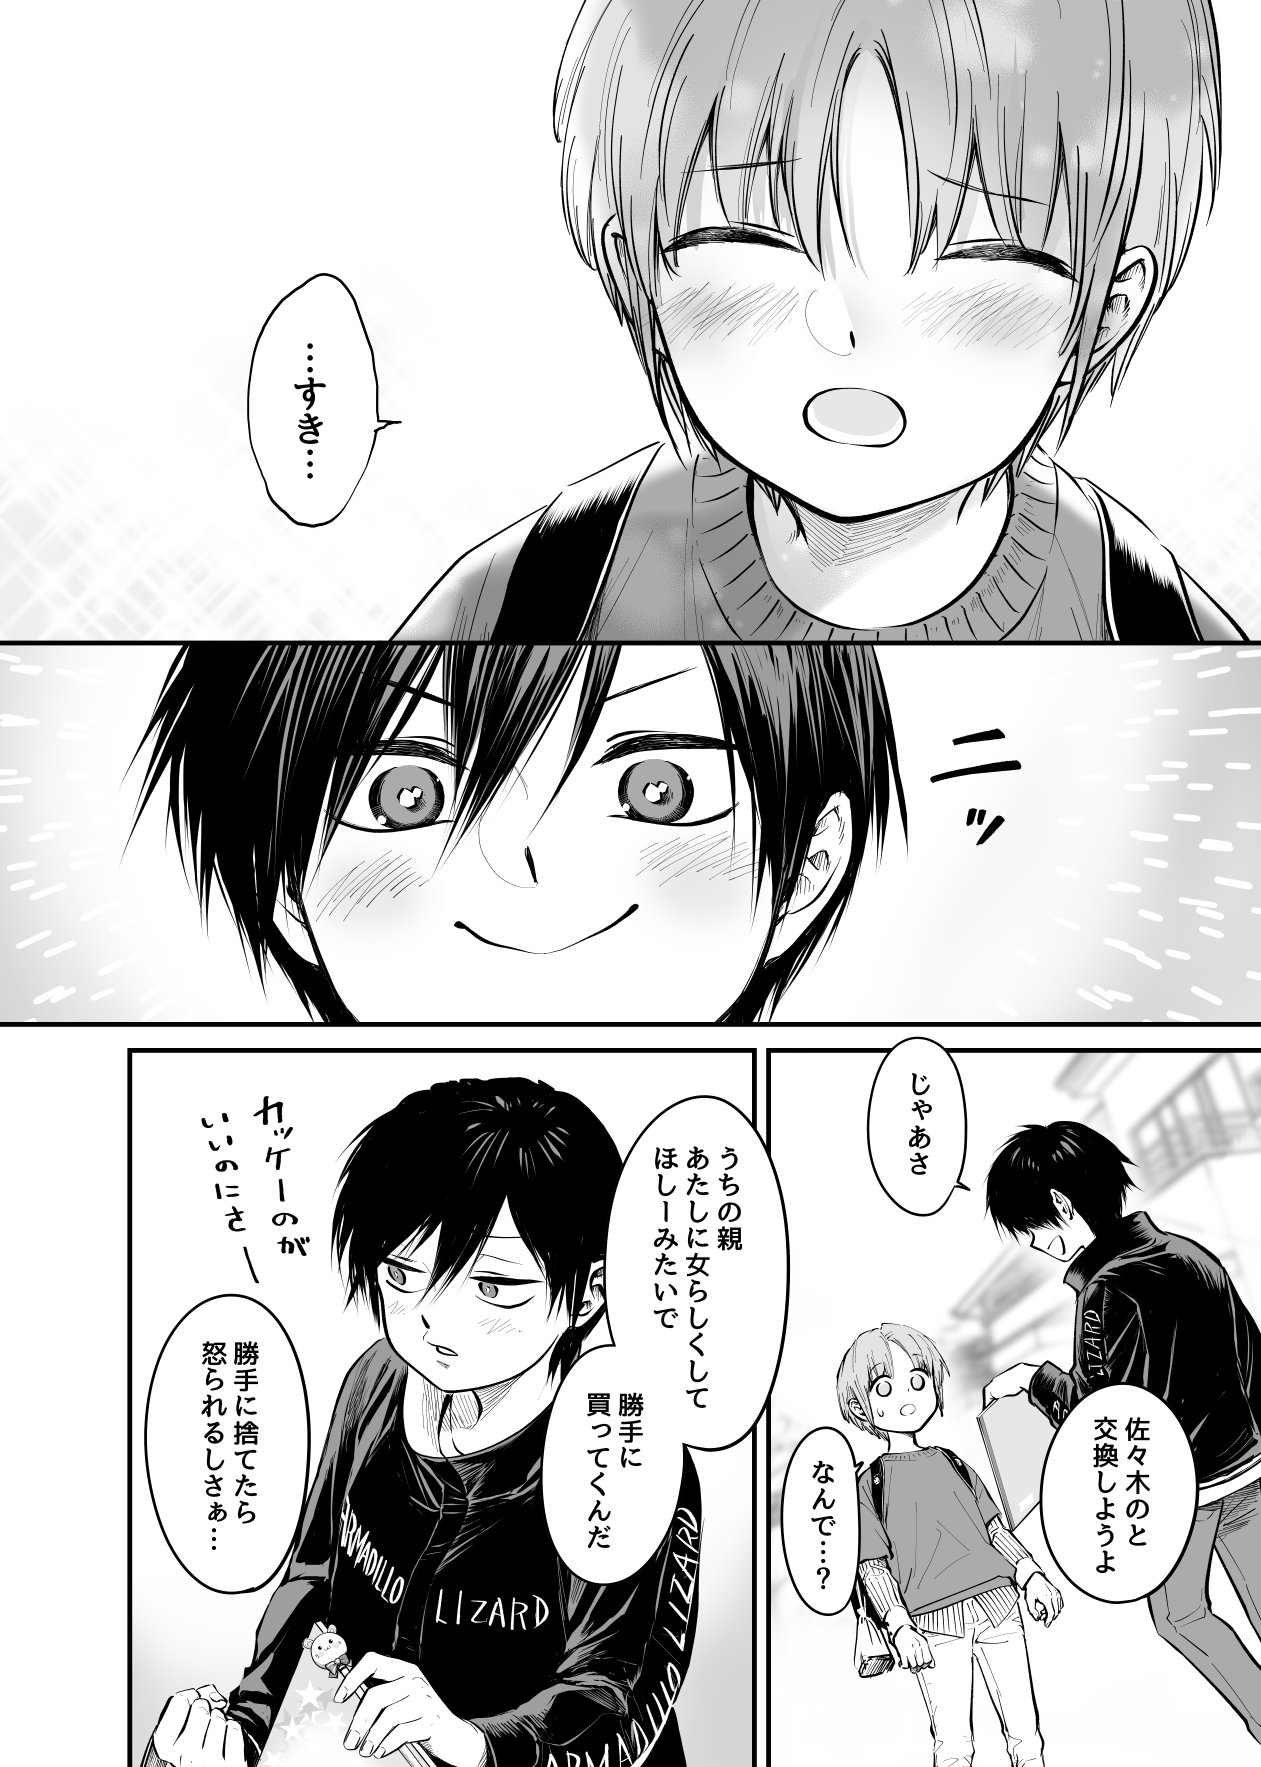 …すき…
ニッ
じゃあさ
佐々木のと
交換しようよ
なんで…？
LIZARD
うちの親
あたしに女らしくして
ほしーみたいで
勝手に
買ってくんだ
カッケーのが
いいのにさー
勝手に捨てたら
怒られるしさぁ…
ARMADILLO
LIZARD
ARMADILLO LIZARD